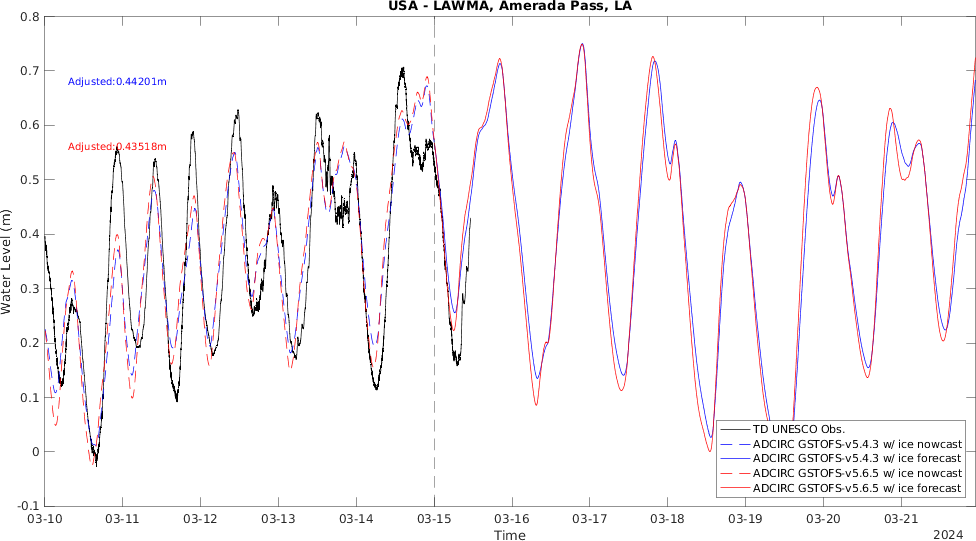 USA - LAWMA, Amerada Pass, LA
Water Level (m)
0.8
0.7
0.6
0.5
0.4
0.3
0.2
0.1
0
-0.1
Adjusted:0.44201m
Adjusted:0.43518m
TD UNESCO Obs.
ADCIRC GSTOFS-v5.4.3 w/ ice nowcast
ADCIRC GSTOFS-v5.4.3 w/ ice forecast
ADCIRC GSTOFS-v5.6.5 w/ ice nowcast
ADCIRC GSTOFS-v5.6.5 w/ ice forecast
03-10 03-11 03-12 03-13 03-14 03-15 03-16 03-17 03-18 03-19 03-20 03-21
Time
2024